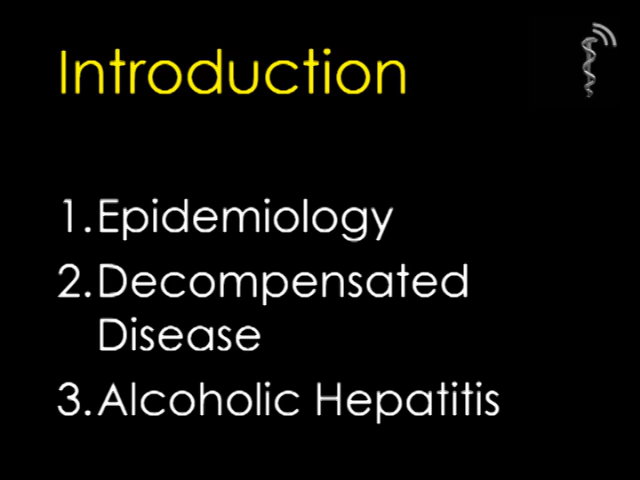 Introduction
1.Epidemiology
2.Decompensated
Disease
3.Alcoholic Hepatitis